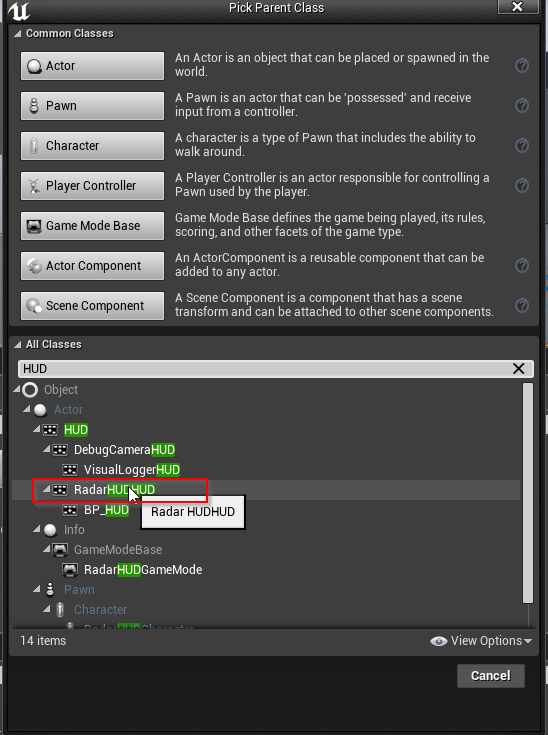 Pick Parent Class
Common Classes
Actor
An Actor is an object that can be placed or spawned in the
world.
Pawn
A Pawn is an actor that can be 'possessed' and receive
input from a controller.
Character
A character is a type of Pawn that includes the ability to
walk around.
Player Controller
A Player Controller is an actor responsible for controlling a
Pawn used by the player.
Game Mode Base
Game Mode Base defines the game being played, its rules,
scoring, and other facets of the game type.
Actor Component
An ActorComponent is a reusable component that can be
added to any actor.
Scene Component
A Scene Component is a component that has a scene
transform and can be attached to other scene components.
All Classes
HUD
Object
Actor
HUD
DebugCameraHUD
VisualLoggerHUD
RadarHUDHUD
BP_HUD
Radar HUDHUD
Info
GameModeBase
RadarHUDGameMode
Pawn
Character
RadarHUDCharacter
14 items
View Options
Cancel